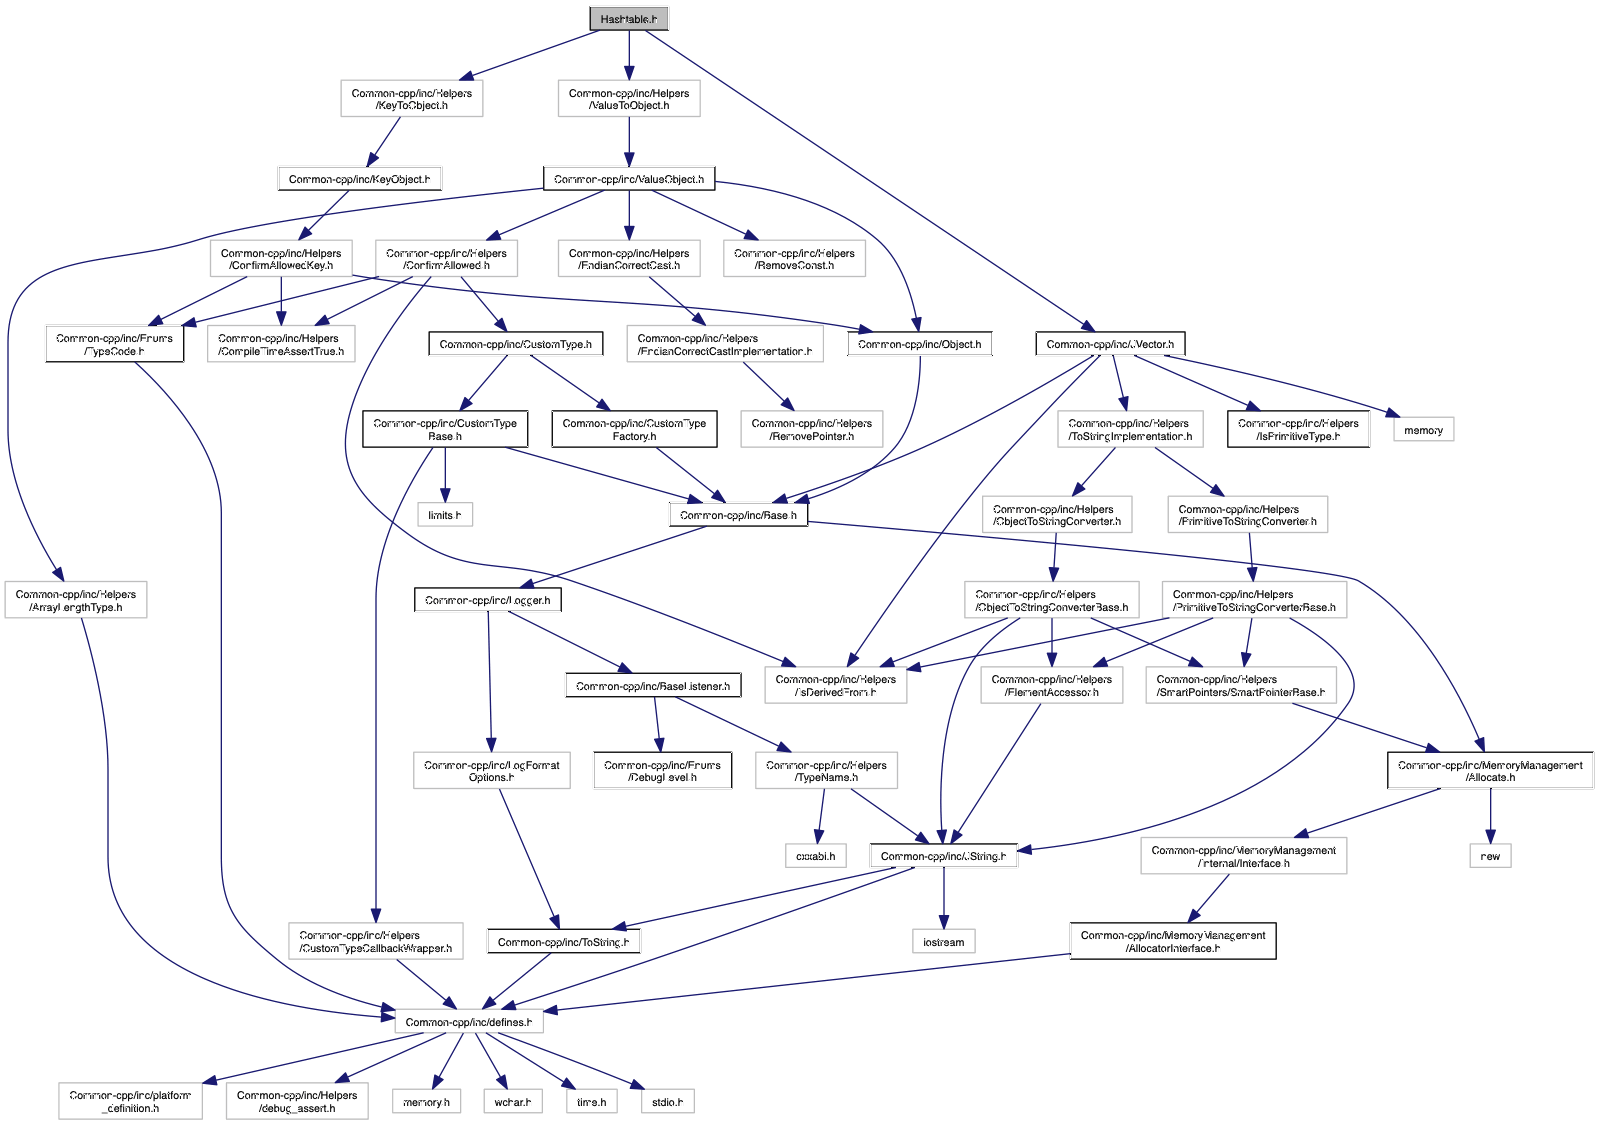 Hashtable.h
Common-cpp/inc/Helpers
/KeyToObject.h
Common-cpp/inc/Helpers
/ValueToObject.h
Common-cpp/inc/KeyObject.h
Common-cpp/inc/ValueObject.h
Common-cpp/inc/Helpers
/ConfirmAllowedKey.h
Common-cpp/inc/Helpers
/ConfirmAllowed.h
Common-cpp/inc/Helpers
/EndianCorrectCast.h
Common-cpp/inc/Helpers
/RemoveConst.h
Common-cpp/inc/Enums
/TypeCode.h
Common-cpp/inc/Helpers
/CompileTimeAssertTrue.h
Common-cpp/inc/CustomType.h
Common-cpp/inc/Helpers
/EndianCorrectCastImplementation.h
Common-cpp/inc/Object.h
Common-cpp/inc/JVector.h
Common-cpp/inc/CustomType
Base.h
Common-cpp/inc/CustomType
Factory.h
Common-cpp/inc/Helpers
/RemovePointer.h
Common-cpp/inc/Helpers
/ToStringImplementation.h
Common-cpp/inc/Helpers
/IsPrimitiveType.h
memory
limits.h
Common-cpp/inc/Base.h
Common-cpp/inc/Helpers
/ObjectToStringConverter.h
Common-cpp/inc/Helpers
/PrimitiveToStringConverter.h
Common-cpp/inc/Helpers
/ArrayLengthType.h
Common-cpp/inc/Logger.h
Common-cpp/inc/Helpers
/ObjectToStringConverterBase.h
Common-cpp/inc/Helpers
/PrimitiveToStringConverterBase.h
Common-cpp/inc/BaseListener.h
Common-cpp/inc/Helpers
/IsDerivedFrom.h
Common-cpp/inc/Helpers
/ElementAccessor.h
Common-cpp/inc/Helpers
/SmartPointers/SmartPointerBase.h
Common-cpp/inc/LogFormat
Options.h
Common-cpp/inc/Enums
/DebugLevel.h
Common-cpp/inc/Helpers
/TypeName.h
Common-cpp/inc/MemoryManagement
/Allocate.h
cxxabi.h
Common-cpp/inc/JString.h
Common-cpp/inc/MemoryManagement
/Internal/Interface.h
new
Common-cpp/inc/Helpers
/CustomTypeCallbackWrapper.h
Common-cpp/inc/ToString.h
iostream
Common-cpp/inc/MemoryManagement
/AllocatorInterface.h
Common-cpp/inc/defines.h
Common-cpp/inc/platform
_definition.h
Common-cpp/inc/Helpers
/debug_assert.h
memory.h
wchar.h
time.h
stdio.h